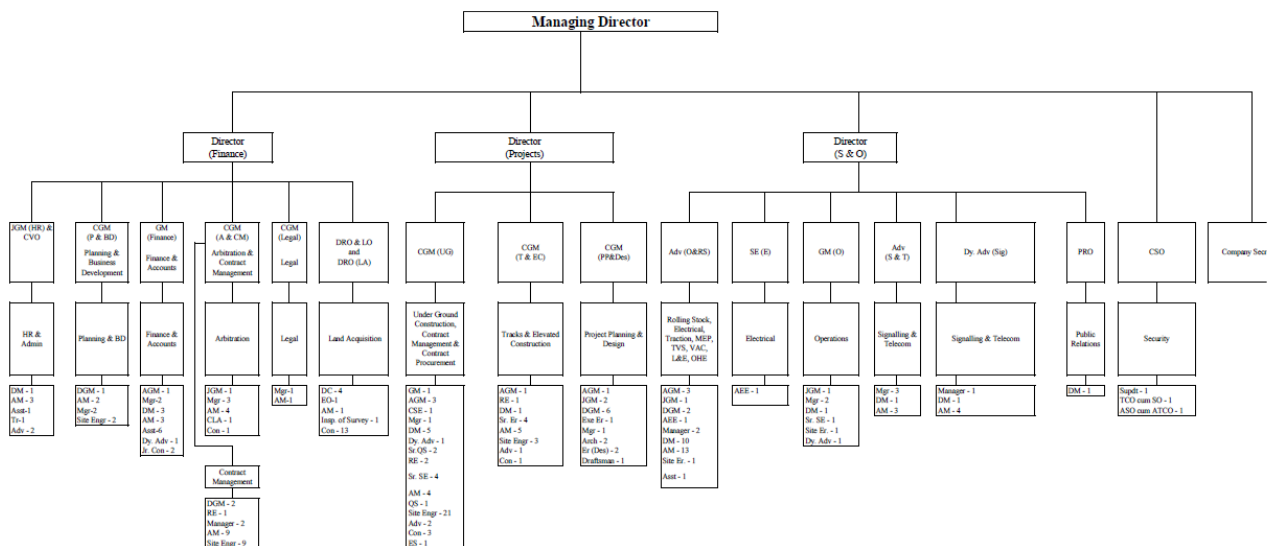 Managing Director
Director
(Finance)
Director
(Projects)
Director
(S & O)
JGM (HR) &
CVO
CGM
(P & BD)
Planning &
Business
Development
GM
(Finance)
Finance &
Accounts
CGM
(A & CM)
Arbitration &
Contract
Management
CGM
(Legal)
Legal
DRO & LO
and
DRO (LA)
CGM (UG)
CGM
(T & EC)
CGM
(PP&Des)
Adv (O&RS)
SE (E)
GM (O)
Adv
(S & T)
Dy. Adv (Sig)
PRO
CSO
Company Secre
HR &
Admin
Planning & BD
Finance &
Accounts
Arbitration
Legal
Land Acquisition
Under Ground
Construction,
Contract
Management &
Contract
Procurement
Tracks & Elevated
Construction
Project Planning &
Design
Rolling Stock,
Electrical,
Traction, MEP,
TVS, VAC,
L&E, OHE
Electrical
Operations
Signalling &
Telecom
Signalling & Telecom
Public
Relations
Security
DM - 1
AM - 3
Asst-1
Tr-1
Adv - 2
DGM - 1
AM - 2
Mgr-2
Site Engr - 2
AGM - 1
Mgr-2
DM - 3
AM - 3
Asst-6
Dy. Adv - 1
Jr. Con - 2
JGM - 1
Mgr - 3
AM - 4
CLA - 1
Con - 1
Mgr-1
AM-1
DC - 4
EO-1
AM - 1
Insp. of Survey - 1
Con - 13
GM - 1
AGM - 3
CSE - 1
Mgr - 1
DM - 5
Dy. Adv - 1
Sr.QS - 2
RE - 2
Sr. SE - 4
AM - 4
QS - 1
Site Engr - 21
Adv - 2
Con - 3
ES - 1
AGM - 1
RE - 1
DM - 1
Sr. Er - 4
AM - 5
Site Engr - 3
Adv - 1
Con - 1
AGM - 1
JGM - 2
DGM - 6
Exe Er - 1
Mgr - 1
Arch - 2
Er (Des) - 2
Draftsman - 1
AGM - 3
JGM - 1
DGM - 2
AEE - 1
Manager - 2
DM - 10
AM - 13
Site Er. - 1
Asst - 1
AEE - 1
JGM - 1
Mgr - 2
DM - 1
Sr. SE - 1
Site Er. - 1
Dy. Adv - 1
Mgr - 3
DM - 1
AM - 3
Manager - 1
DM - 1
AM - 4
DM - 1
Supdt - 1
TCO cum SO - 1
ASO cum ATCO - 1
Contract
Management
DGM - 2
RE - 1
Manager - 2
AM - 9
Site Engr - 9